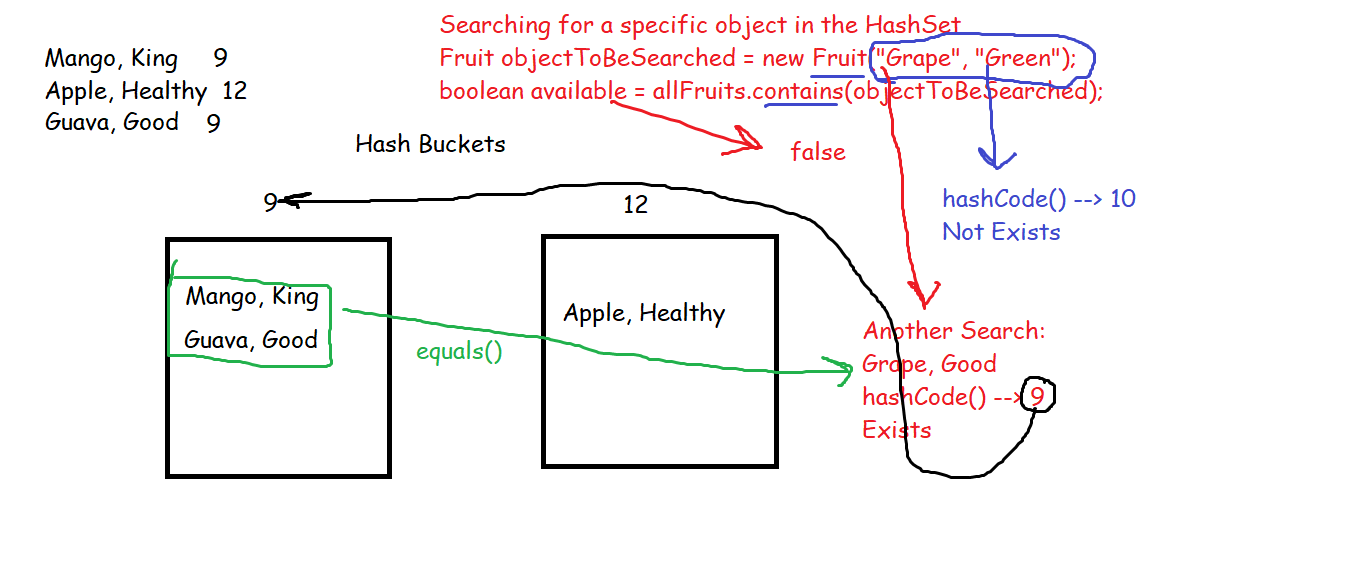 Searching for a specific object in the HashSet
Fruit objectToBeSearched = new Fruit("Grape", "Green");
boolean available = allFruits.contains(objectToBeSearched);
Mango, King 9
Apple, Healthy 12
Guava, Good 9
false
Hash Buckets
hashCode() --> 10
Not Exists
9
12
Mango, King
Guava, Good
equals()
Apple, Healthy
Another Search:
Grape, Good
hashCode() --> 9
Exists